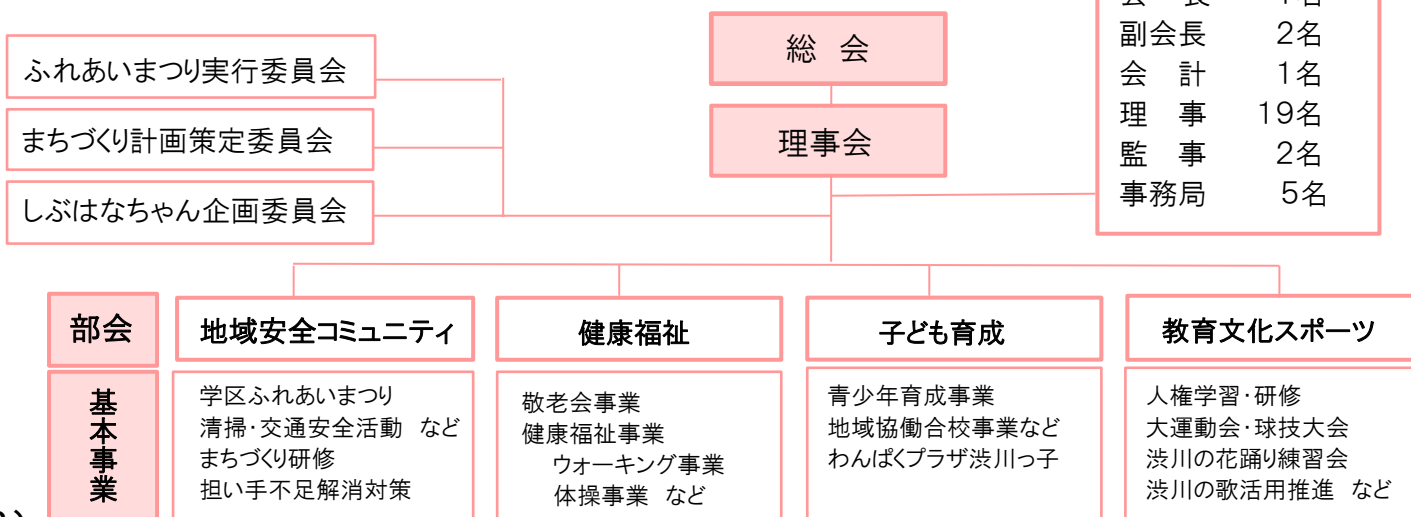 総 会
理事会
ふれあいまつり実行委員会
まちづくり計画策定委員会
しぶはなちゃん企画委員会
副会長 2名
会 計 1名
理 事 19名
監 事 2名
事務局 5名
部会
地域安全コミュニティ
健康福祉
子ども育成
教育文化スポーツ
基本事業
学区ふれあいまつり
清掃・交通安全活動 など
まちづくり研修
担い手不足解消対策
敬老会事業
健康福祉事業
ウォーキング事業
体操事業 など
青少年育成事業
地域協働合校事業など
わんぱくプラザ渋川っ子
人権学習・研修
大運動会・球技大会
渋川の花踊り練習会
渋川の歌活用推進 など